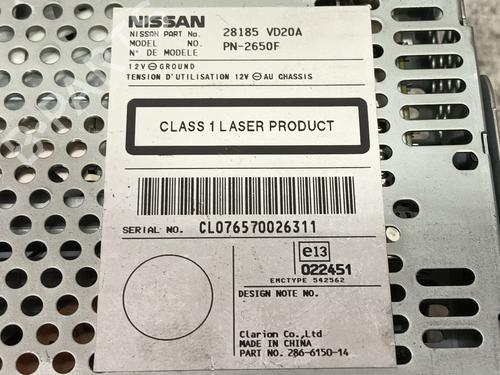 NISSAN
NISSAN PART No. 28185 VD20A
MODEL NO. PN-2650F
N° DE MODELE
12V ⊖ GROUND
TENSION D'UTILISATION 12V ⊖ AU CHASSIS
CLASS 1 LASER PRODUCT
SERIAL NO. CL076570026311
e13
022451
EMCTYPE 542562
DESIGN NOTE NO.
Clarion Co.,Ltd
MADE IN CHINA
PART NO. 286-6150-14